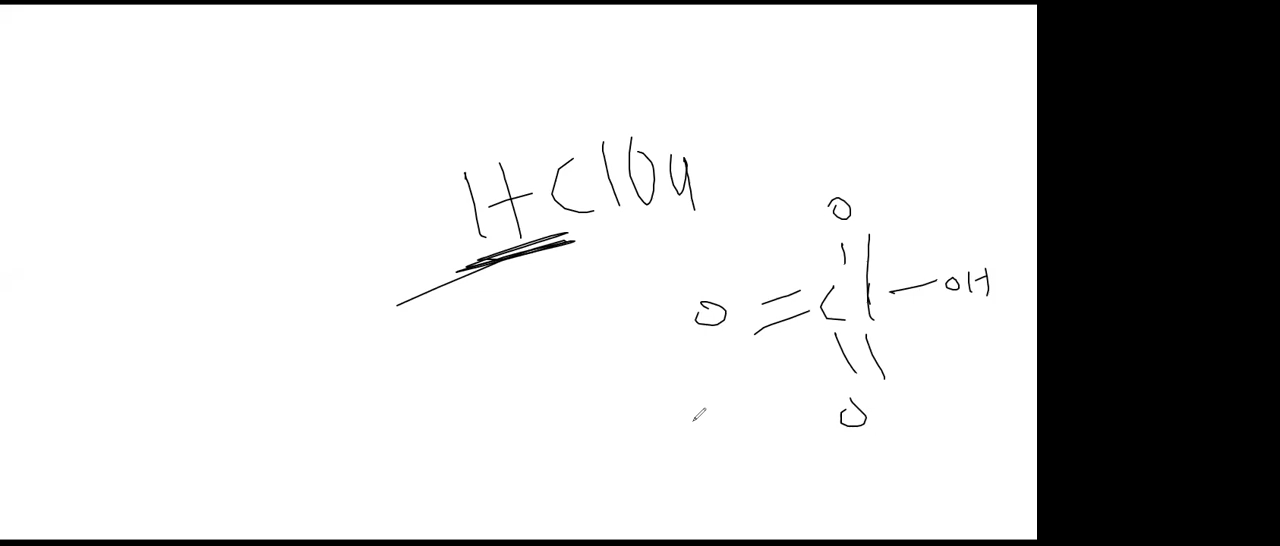 HClO4
O
O = Cl - OH
O